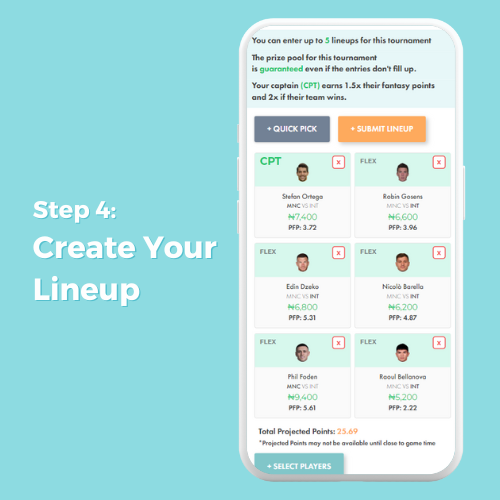 You can enter up to 5 lineups for this tournament
The prize pool for this tournament
is guaranteed even if the entries don't fill up.
Your captain (CPT) earns 1.5x their fantasy points
and 2x if their team wins.
+ QUICK PICK
+ SUBMIT LINEUP
CPT
X
FLEX
X
Stefan Ortega
MNC VS INT
₦7,400
PFP: 3.72
Robin Gosens
MNC VS INT
₦6,600
PFP: 3.96
FLEX
X
FLEX
X
Edin Dzeko
MNC VS INT
₦6,800
PFP: 5.31
Nicolò Barella
MNC VS INT
₦6,200
PFP: 4.87
FLEX
X
FLEX
X
Phil Foden
MNC VS INT
₦9,400
PFP: 5.61
Raoul Bellanova
MNC VS INT
₦5,200
PFP: 2.22
Total Projected Points: 25.69
*Projected Points may not be available until close to game time
+ SELECT PLAYERS
Step 4:
Create Your
Lineup